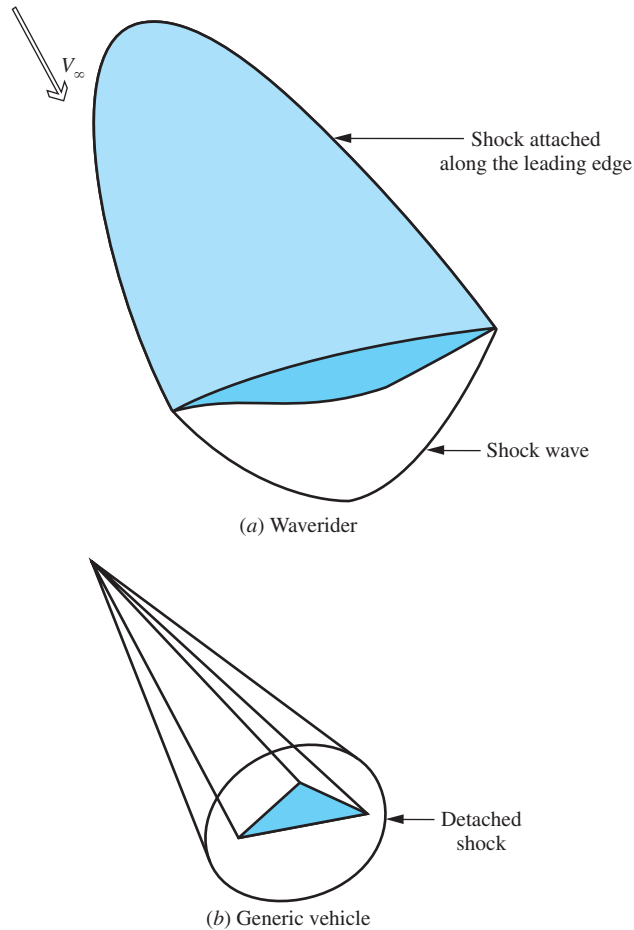 V∞
Shock attached
along the leading edge
Shock wave
(a) Waverider
Detached
shock
(b) Generic vehicle